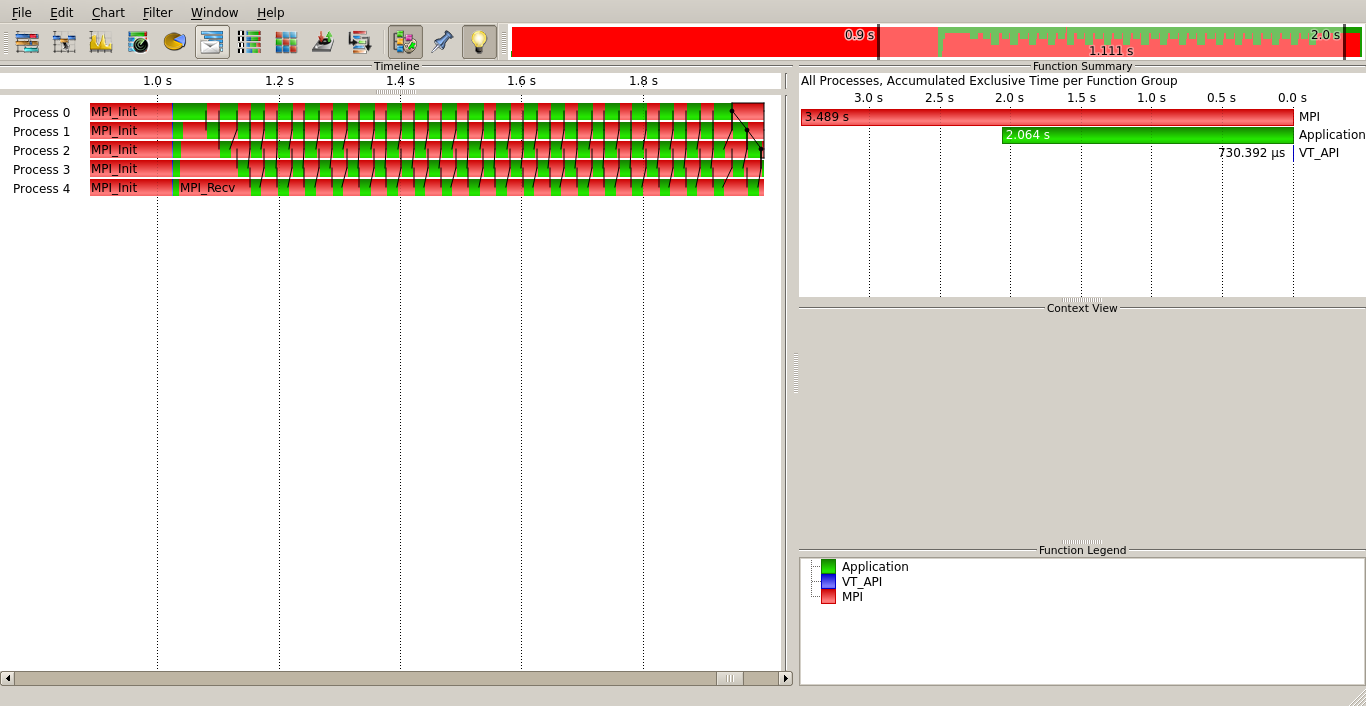 File Edit Chart Filter Window Help
0.9 s 2.0 s
1.111 s
Timeline
1.0 s 1.2 s 1.4 s 1.6 s 1.8 s
Process 0 MPI_Init
Process 1 MPI_Init
Process 2 MPI_Init
Process 3 MPI_Init
Process 4 MPI_Init MPI_Recv
Function Summary
All Processes, Accumulated Exclusive Time per Function Group
3.0 s 2.5 s 2.0 s 1.5 s 1.0 s 0.5 s 0.0 s
3.489 s MPI
2.064 s Application
730.392 µs VT_API
Context View
Function Legend
Application
VT_API
MPI